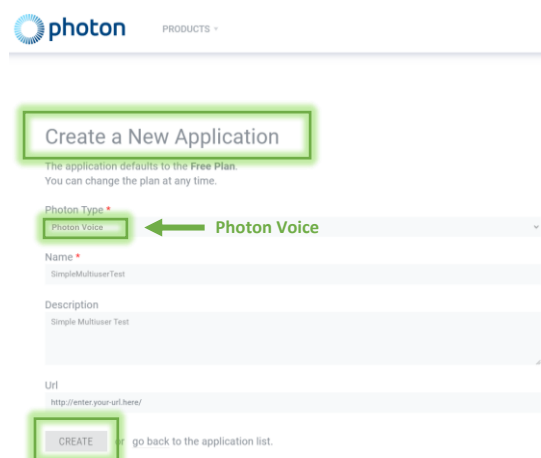 photon
PRODUCTS
Create a New Application
The application defaults to the Free Plan.
You can change the plan at any time.
Photon Type *
Photon Voice
Photon Voice
Name *
SimpleMultiuserTest
Description
Simple Multiuser Test
Url
http://enter.your-url.here/
CREATE or go back to the application list.